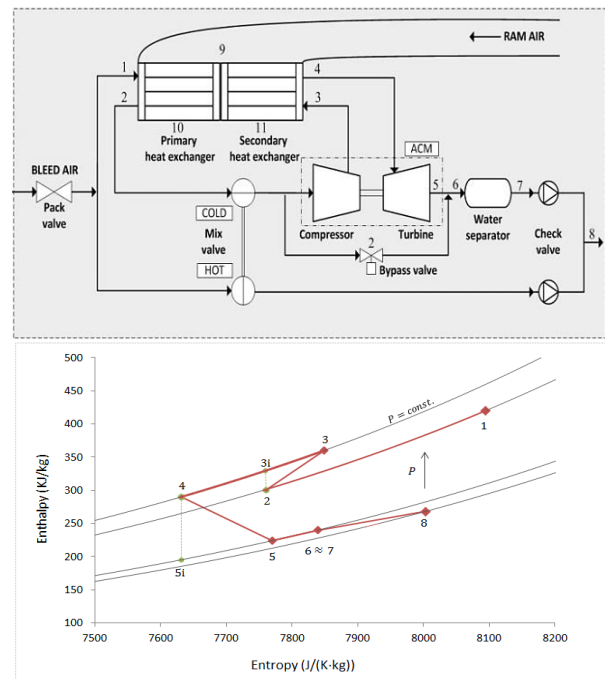 9
RAM AIR
1
4
2
3
10
11
Primary
heat exchanger
Secondary
heat exchanger
ACM
BLEED AIR
Pack
valve
COLD
Mix
valve
HOT
Compressor
Turbine
5
6
7
Water
separator
Check
valve
8
2
Bypass valve
500
450
400
350
300
250
200
150
100
Enthalpy (KJ/kg)
P = const.
P
1
3
3i
4
2
5i
5
6 ≈ 7
8
7500
7600
7700
7800
7900
8000
8100
8200
Entropy (J/(K·kg))